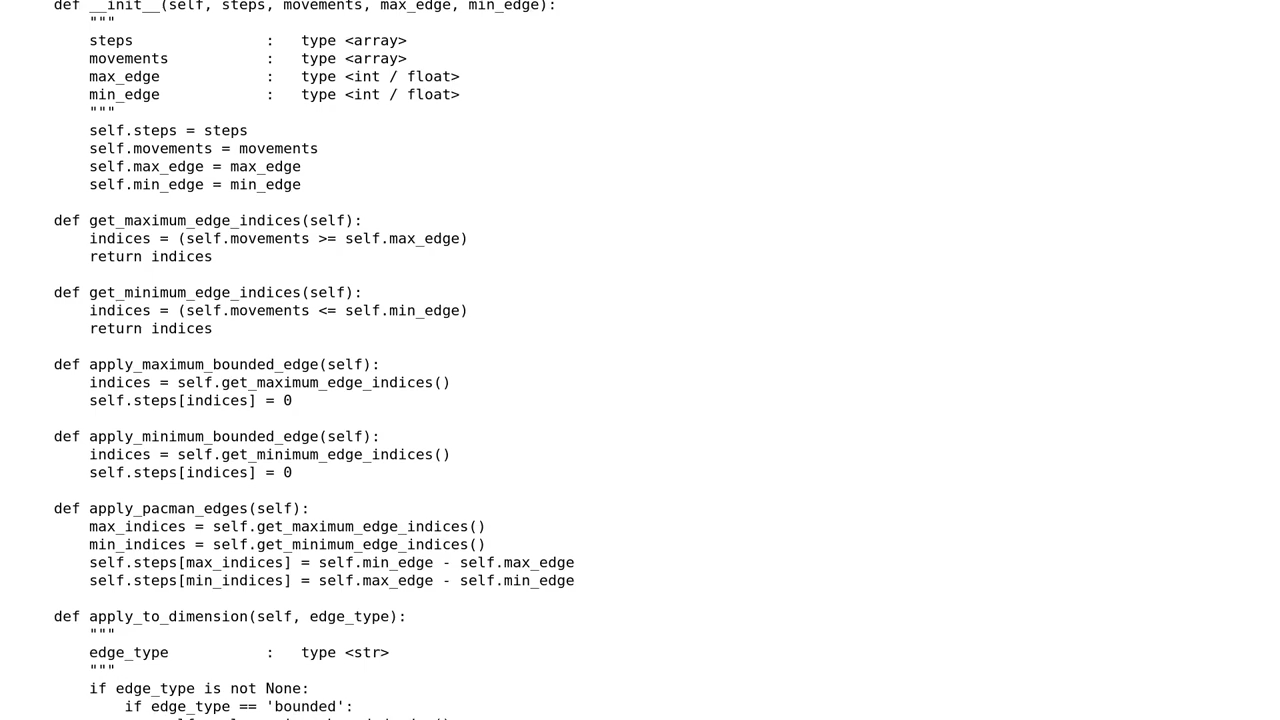 def __init__(self, steps, movements, max_edge, min_edge):
"""
steps               :   type <array>
movements           :   type <array>
max_edge            :   type <int / float>
min_edge            :   type <int / float>
"""
self.steps = steps
self.movements = movements
self.max_edge = max_edge
self.min_edge = min_edge
def get_maximum_edge_indices(self):
indices = (self.movements >= self.max_edge)
return indices
def get_minimum_edge_indices(self):
indices = (self.movements <= self.min_edge)
return indices
def apply_maximum_bounded_edge(self):
indices = self.get_maximum_edge_indices()
self.steps[indices] = 0
def apply_minimum_bounded_edge(self):
indices = self.get_minimum_edge_indices()
self.steps[indices] = 0
def apply_pacman_edges(self):
max_indices = self.get_maximum_edge_indices()
min_indices = self.get_minimum_edge_indices()
self.steps[max_indices] = self.min_edge - self.max_edge
self.steps[min_indices] = self.max_edge - self.min_edge
def apply_to_dimension(self, edge_type):
"""
edge_type           :   type <str>
"""
if edge_type is not None:
if edge_type == 'bounded':